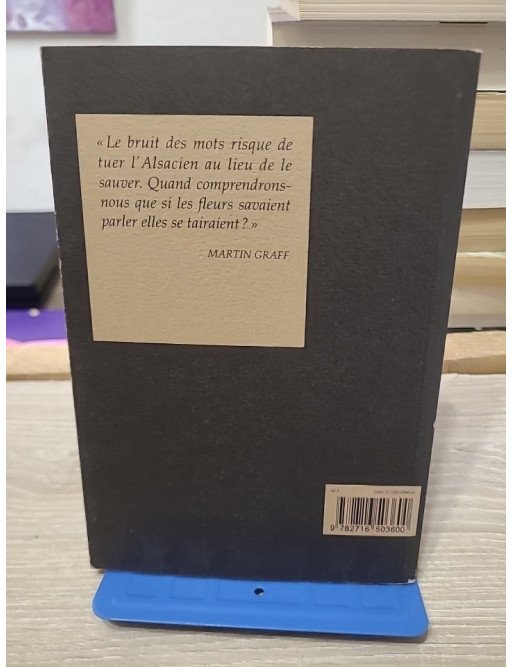 « Le bruit des mots risque de
tuer l'Alsacien au lieu de le
sauver. Quand comprendrons-
nous que si les fleurs savaient
parler elles se tairaient ? »
MARTIN GRAFF
9 782716 503600